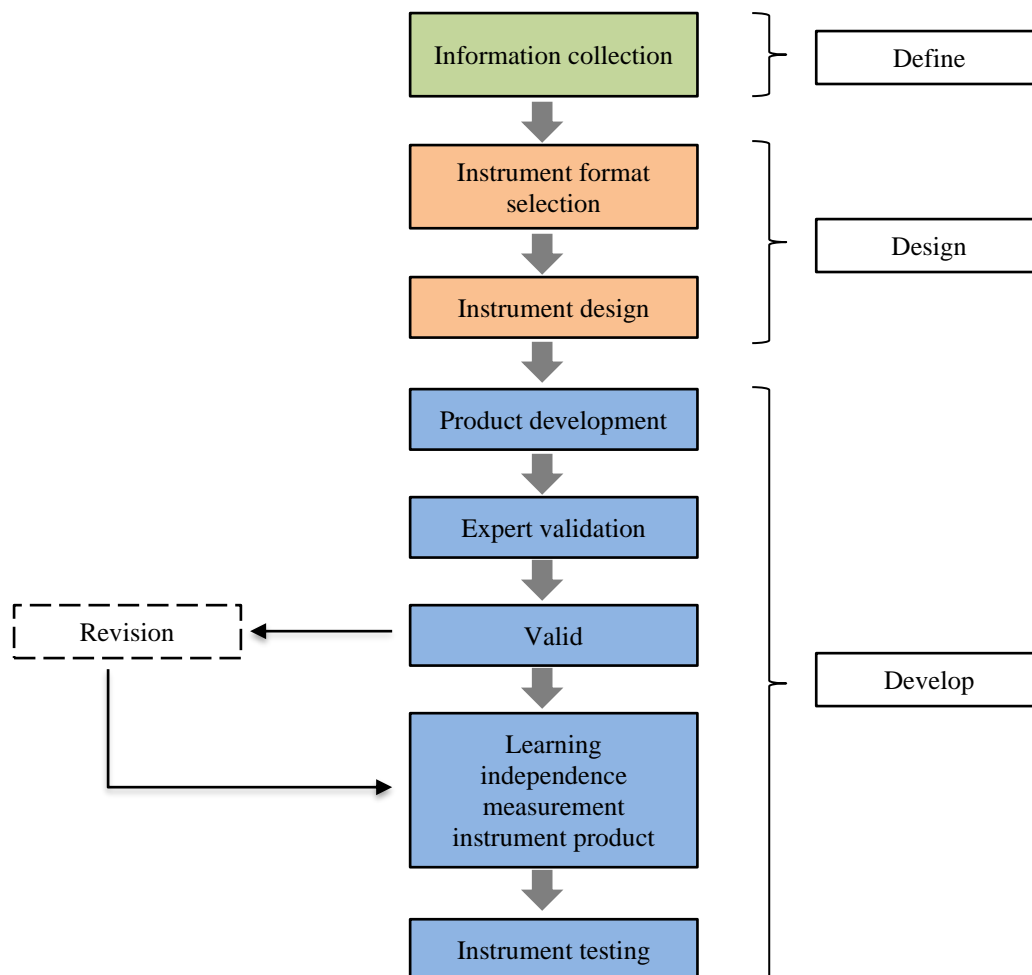 Information collection
Define
Instrument format
selection
Design
Instrument design
Product development
Expert validation
Revision
Valid
Develop
Learning
independence
measurement
instrument product
Instrument testing